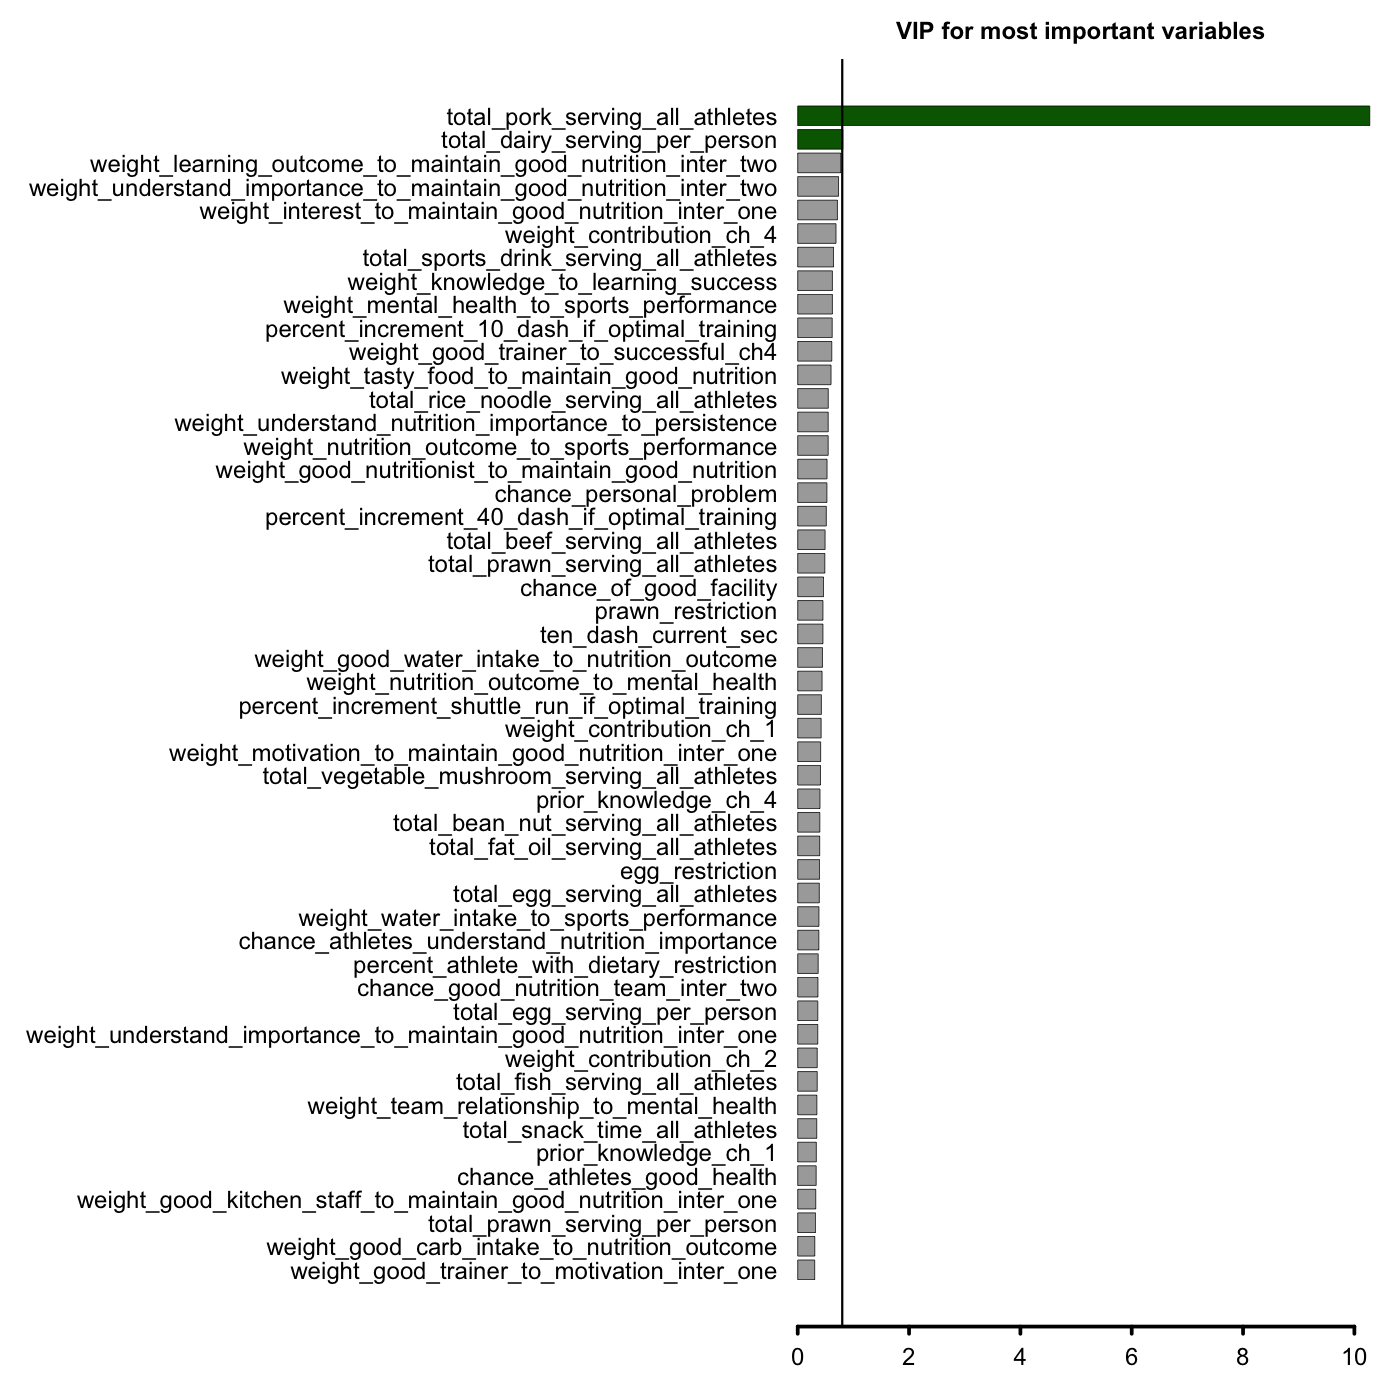 VIP for most important variables
total_pork_serving_all_athletes
total_dairy_serving_per_person
weight_learning_outcome_to_maintain_good_nutrition_inter_two
weight_understand_importance_to_maintain_good_nutrition_inter_two
weight_interest_to_maintain_good_nutrition_inter_one
weight_contribution_ch_4
total_sports_drink_serving_all_athletes
weight_knowledge_to_learning_success
weight_mental_health_to_sports_performance
percent_increment_10_dash_if_optimal_training
weight_good_trainer_to_successful_ch4
weight_tasty_food_to_maintain_good_nutrition
total_rice_noodle_serving_all_athletes
weight_understand_nutrition_importance_to_persistence
weight_nutrition_outcome_to_sports_performance
weight_good_nutritionist_to_maintain_good_nutrition
chance_personal_problem
percent_increment_40_dash_if_optimal_training
total_beef_serving_all_athletes
total_prawn_serving_all_athletes
chance_of_good_facility
prawn_restriction
ten_dash_current_sec
weight_good_water_intake_to_nutrition_outcome
weight_nutrition_outcome_to_mental_health
percent_increment_shuttle_run_if_optimal_training
weight_contribution_ch_1
weight_motivation_to_maintain_good_nutrition_inter_one
total_vegetable_mushroom_serving_all_athletes
prior_knowledge_ch_4
total_bean_nut_serving_all_athletes
total_fat_oil_serving_all_athletes
egg_restriction
total_egg_serving_all_athletes
weight_water_intake_to_sports_performance
chance_athletes_understand_nutrition_importance
percent_athlete_with_dietary_restriction
chance_good_nutrition_team_inter_two
total_egg_serving_per_person
weight_understand_importance_to_maintain_good_nutrition_inter_one
weight_contribution_ch_2
total_fish_serving_all_athletes
weight_team_relationship_to_mental_health
total_snack_time_all_athletes
prior_knowledge_ch_1
chance_athletes_good_health
weight_good_kitchen_staff_to_maintain_good_nutrition_inter_one
total_prawn_serving_per_person
weight_good_carb_intake_to_nutrition_outcome
weight_good_trainer_to_motivation_inter_one
0 2 4 6 8 10